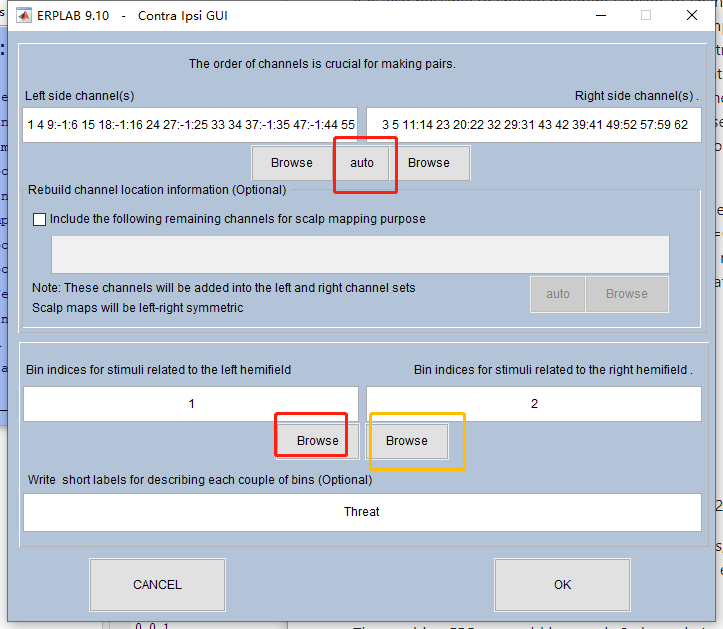 ERPLAB 9.10 - Contra Ipsi GUI
The order of channels is crucial for making pairs.
Left side channel(s) Right side channel(s) .
1 4 9:-1:6 15 18:-1:16 24 27:-1:25 33 34 37:-1:35 47:-1:44 55 3 5 11:14 23 20:22 32 29:31 43 42 39:41 49:52 57:59 62
Browse auto Browse
Rebuild channel location information (Optional)
Include the following remaining channels for scalp mapping purpose
Note: These channels will be added into the left and right channel sets
Scalp maps will be left-right symmetric
auto Browse
Bin indices for stimuli related to the left hemifield Bin indices for stimuli related to the right hemifield .
1 2
Browse Browse
Write short labels for describing each couple of bins (Optional)
Threat
CANCEL OK